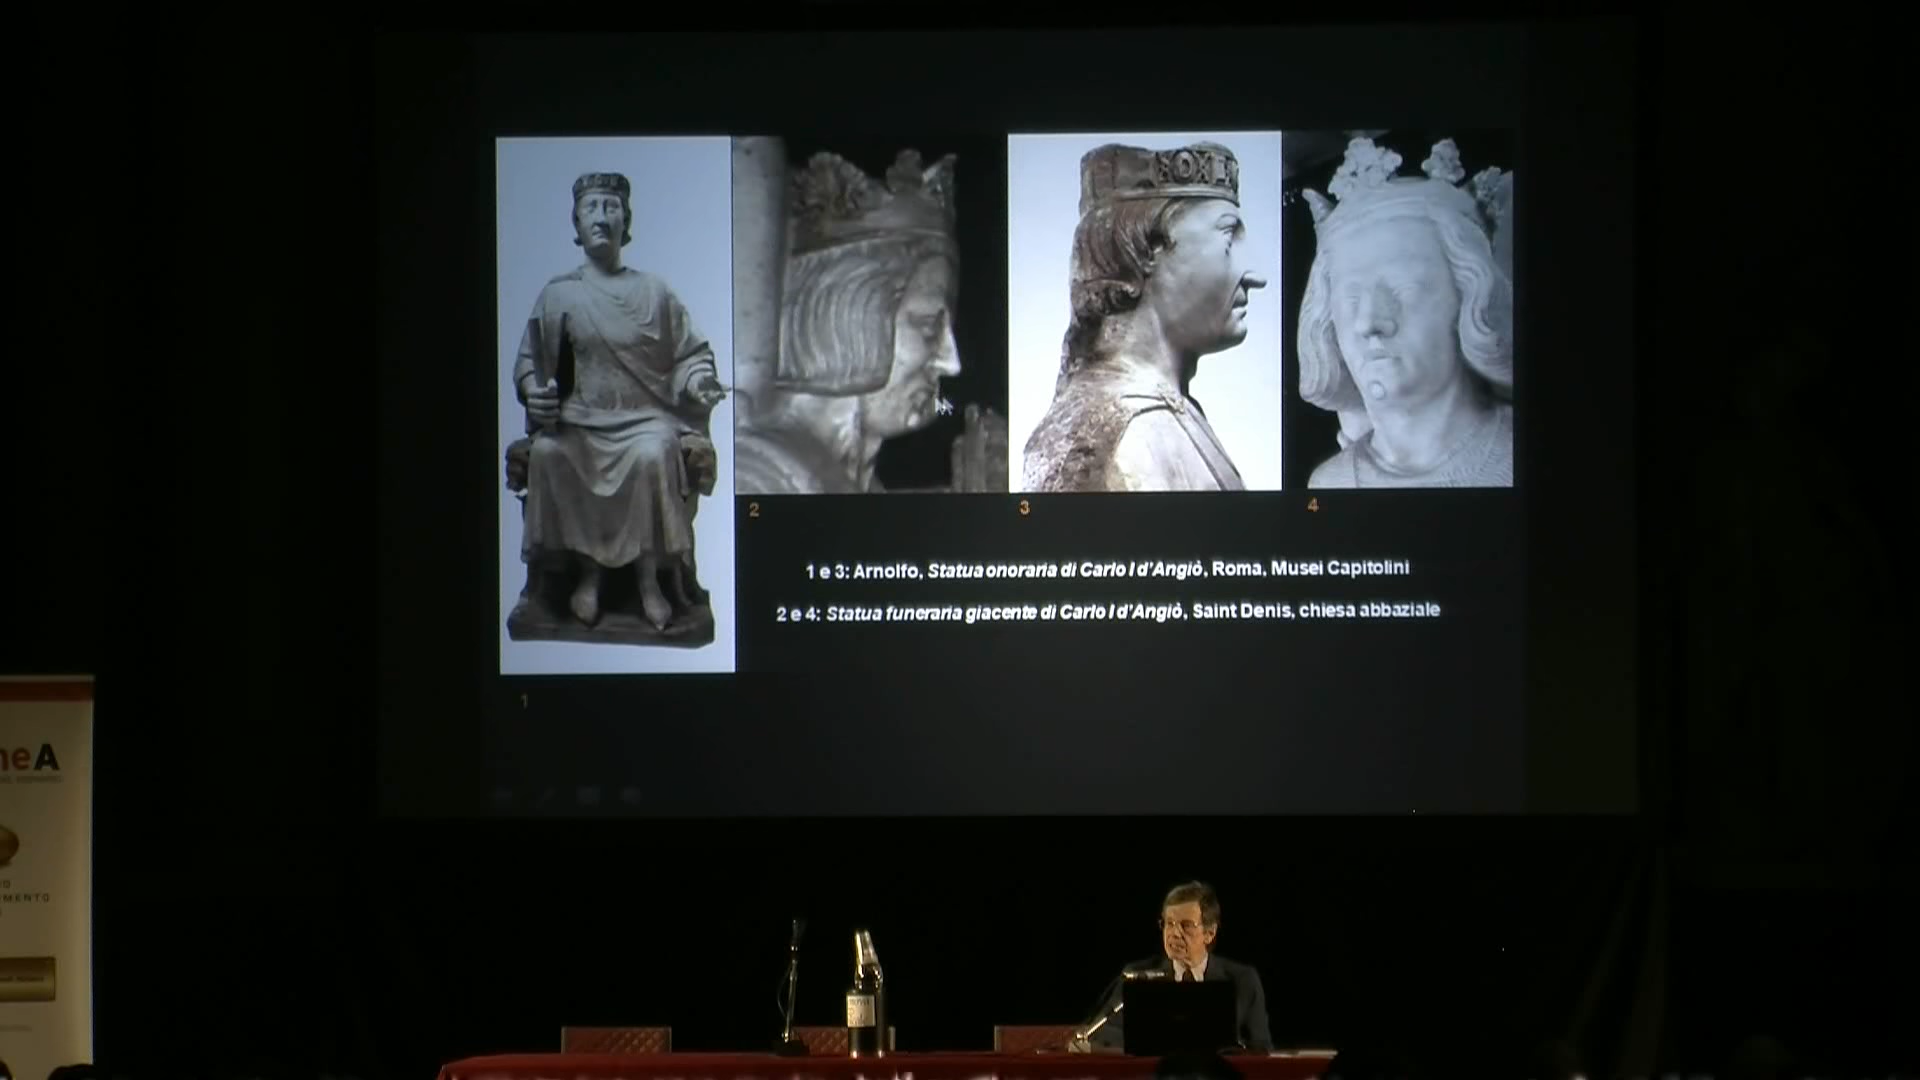 2
3
4
1 e 3: Arnolfo, Statua onoraria di Carlo I d'Angiò, Roma, Musei Capitolini
2 e 4: Statua funeraria giacente di Carlo I d'Angiò, Saint Denis, chiesa abbaziale
1
neA
MENTO